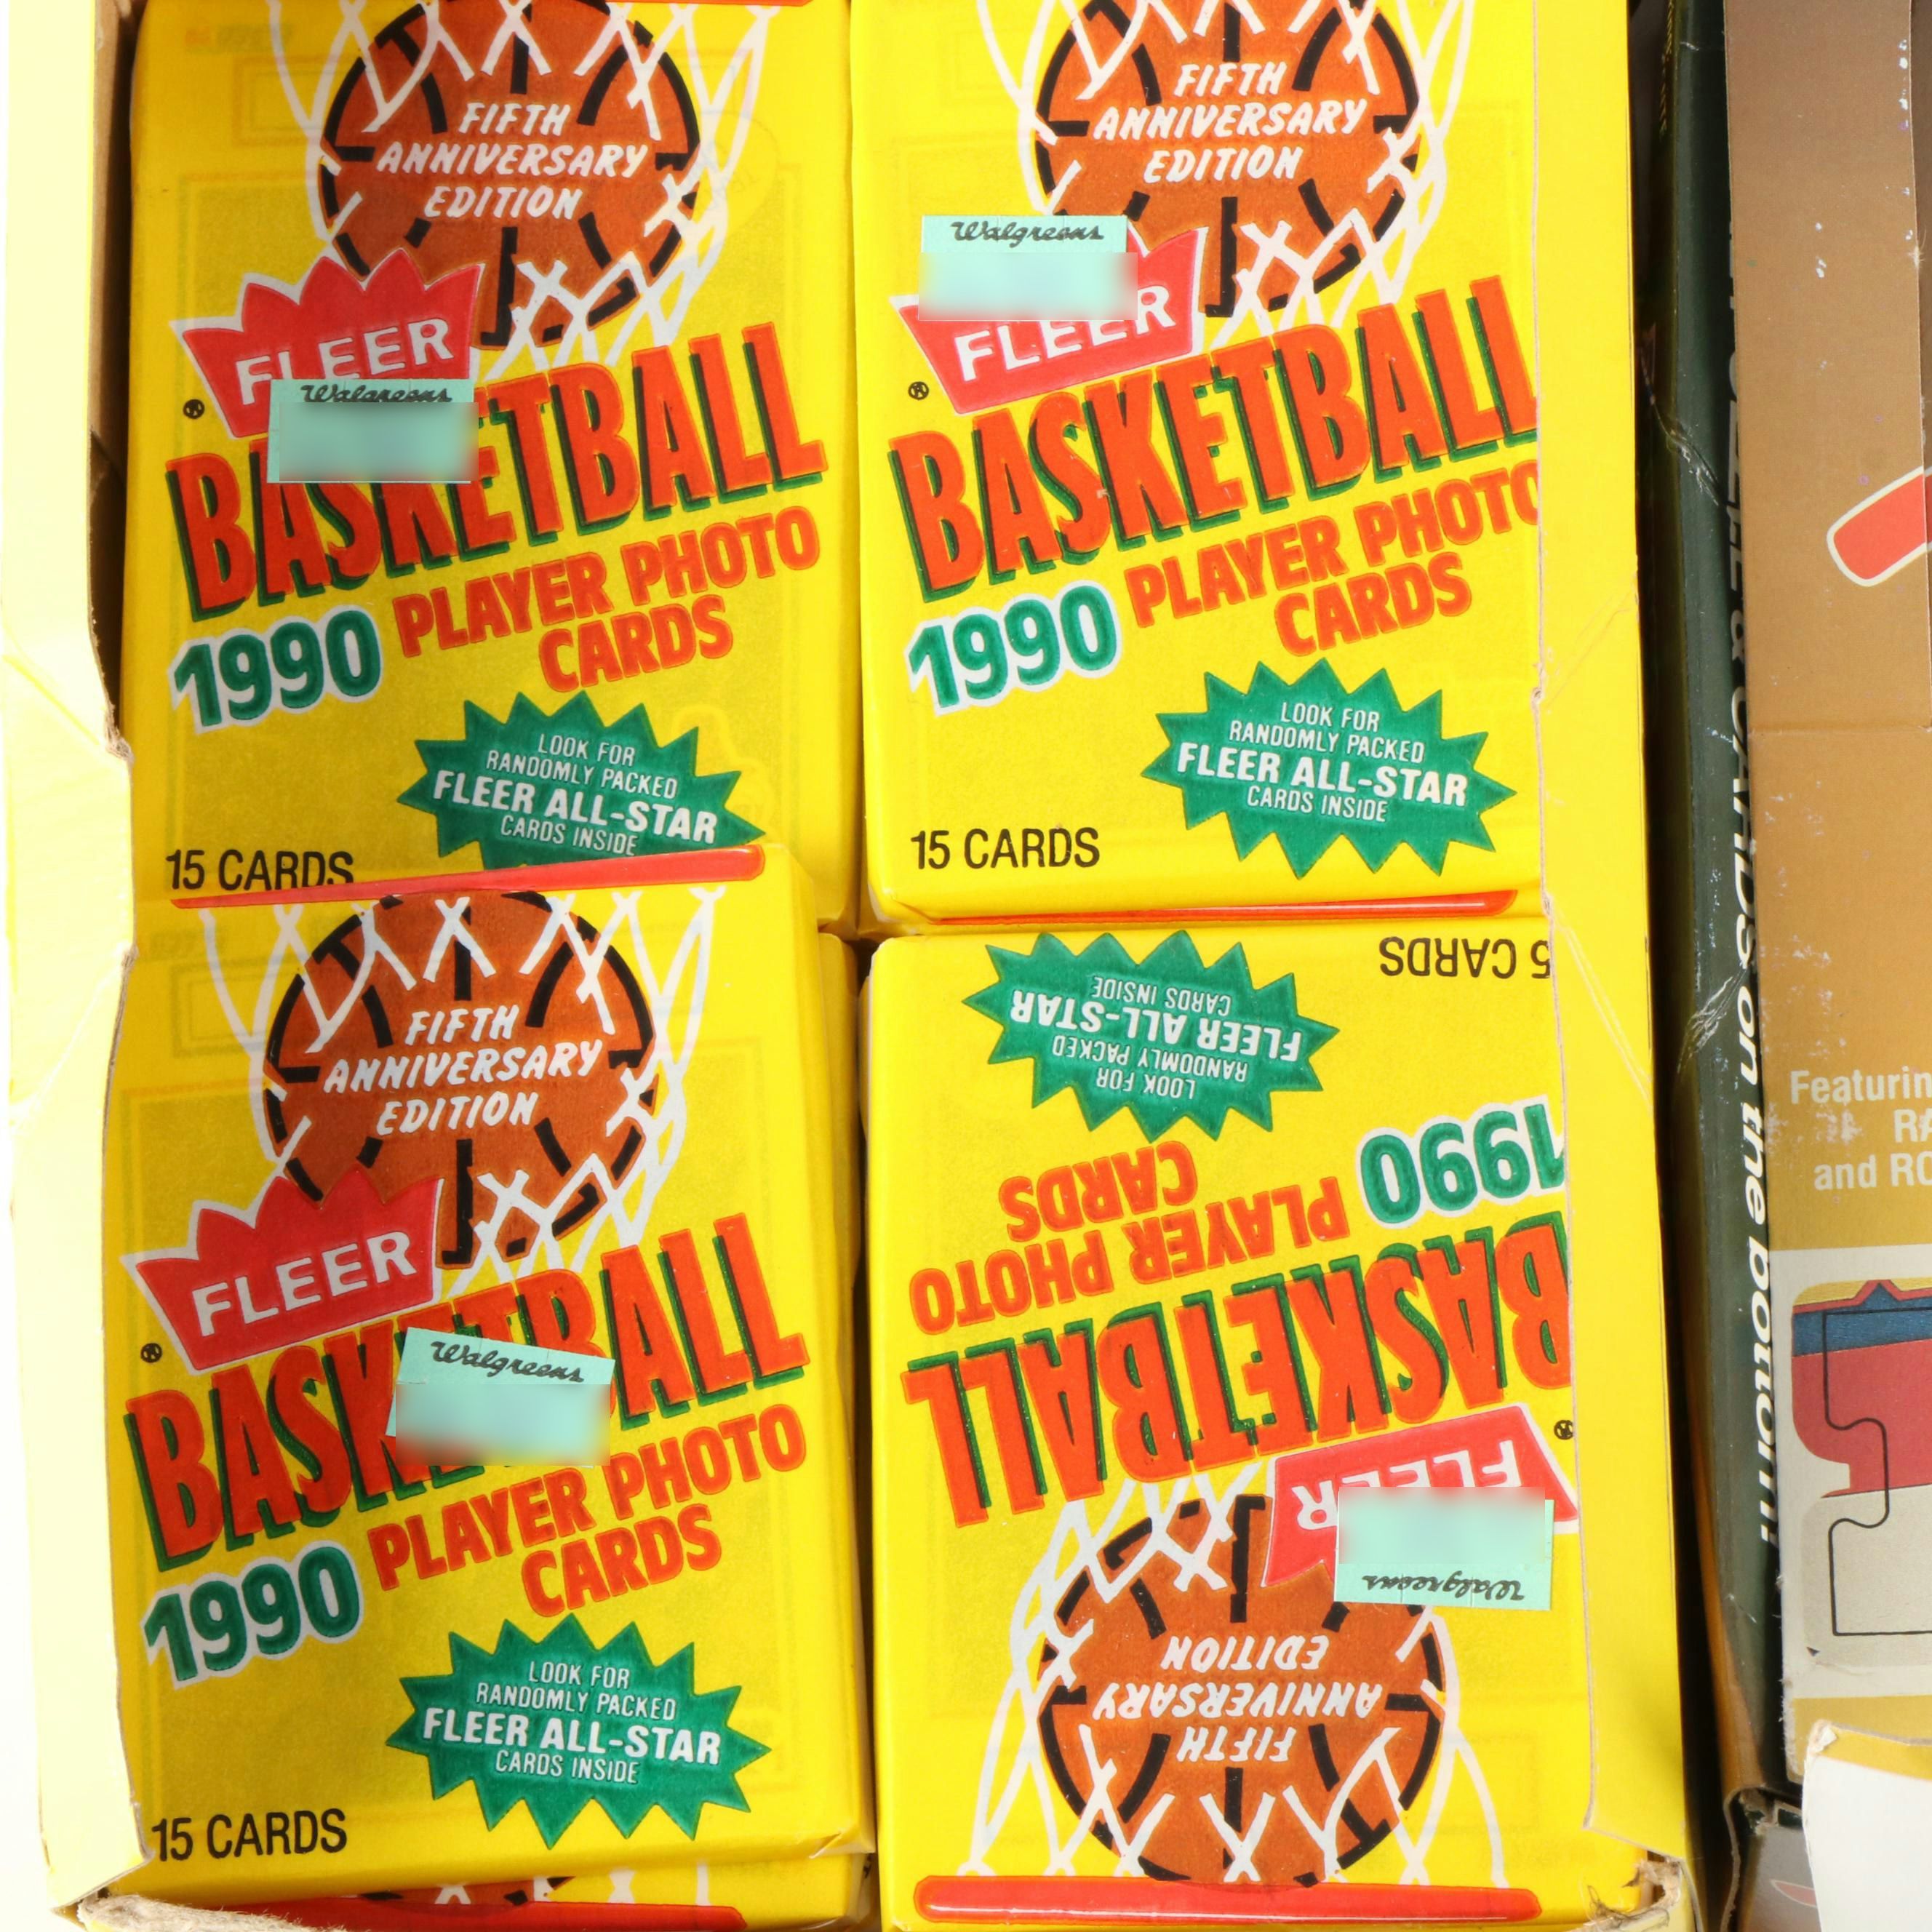 FIFTH
ANNIVERSARY
EDITION
FLEER
®
Walgreens
BASKETBALL
1990 PLAYER PHOTO
CARDS
LOOK FOR
RANDOMLY PACKED
FLEER ALL-STAR
CARDS INSIDE
15 CARDS
FIFTH
ANNIVERSARY
EDITION
Walgreens
FLEER
®
BASKETBALL
1990 PLAYER PHOTO
CARDS
LOOK FOR
RANDOMLY PACKED
FLEER ALL-STAR
CARDS INSIDE
15 CARDS
FIFTH
ANNIVERSARY
EDITION
FLEER
®
BASKETBALL
Walgreens
1990 PLAYER PHOTO
CARDS
LOOK FOR
RANDOMLY PACKED
FLEER ALL-STAR
CARDS INSIDE
15 CARDS
FIFTH
ANNIVERSARY
EDITION
Walgreens
FLEER
®
BASKETBALL
1990 PLAYER PHOTO
CARDS
LOOK FOR
RANDOMLY PACKED
FLEER ALL-STAR
CARDS INSIDE
5 CARDS
on the bottom!
Featurin
RA
and RO